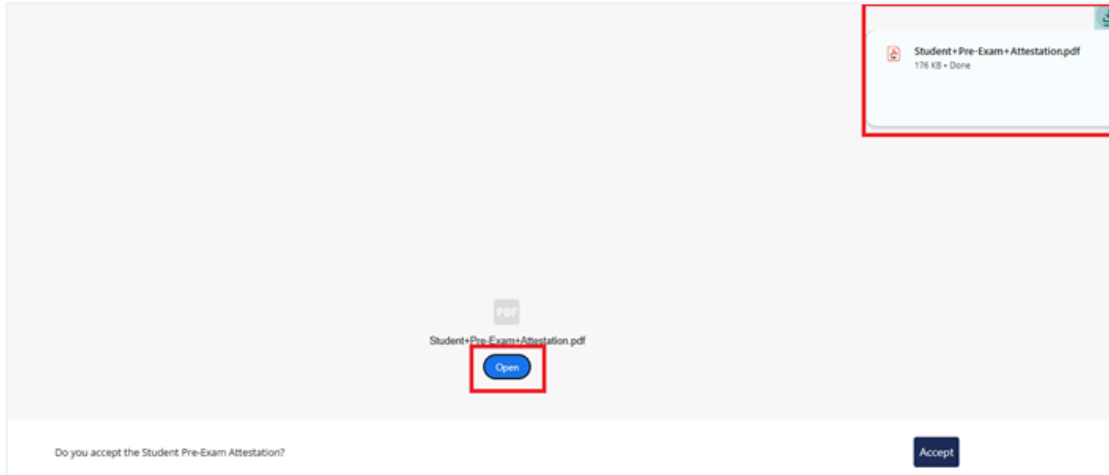 Student+Pre-Exam+Attestation.pdf
176 KB • Done
PDF
Student+Pre-Exam+Attestation.pdf
Open
Do you accept the Student Pre-Exam Attestation?
Accept